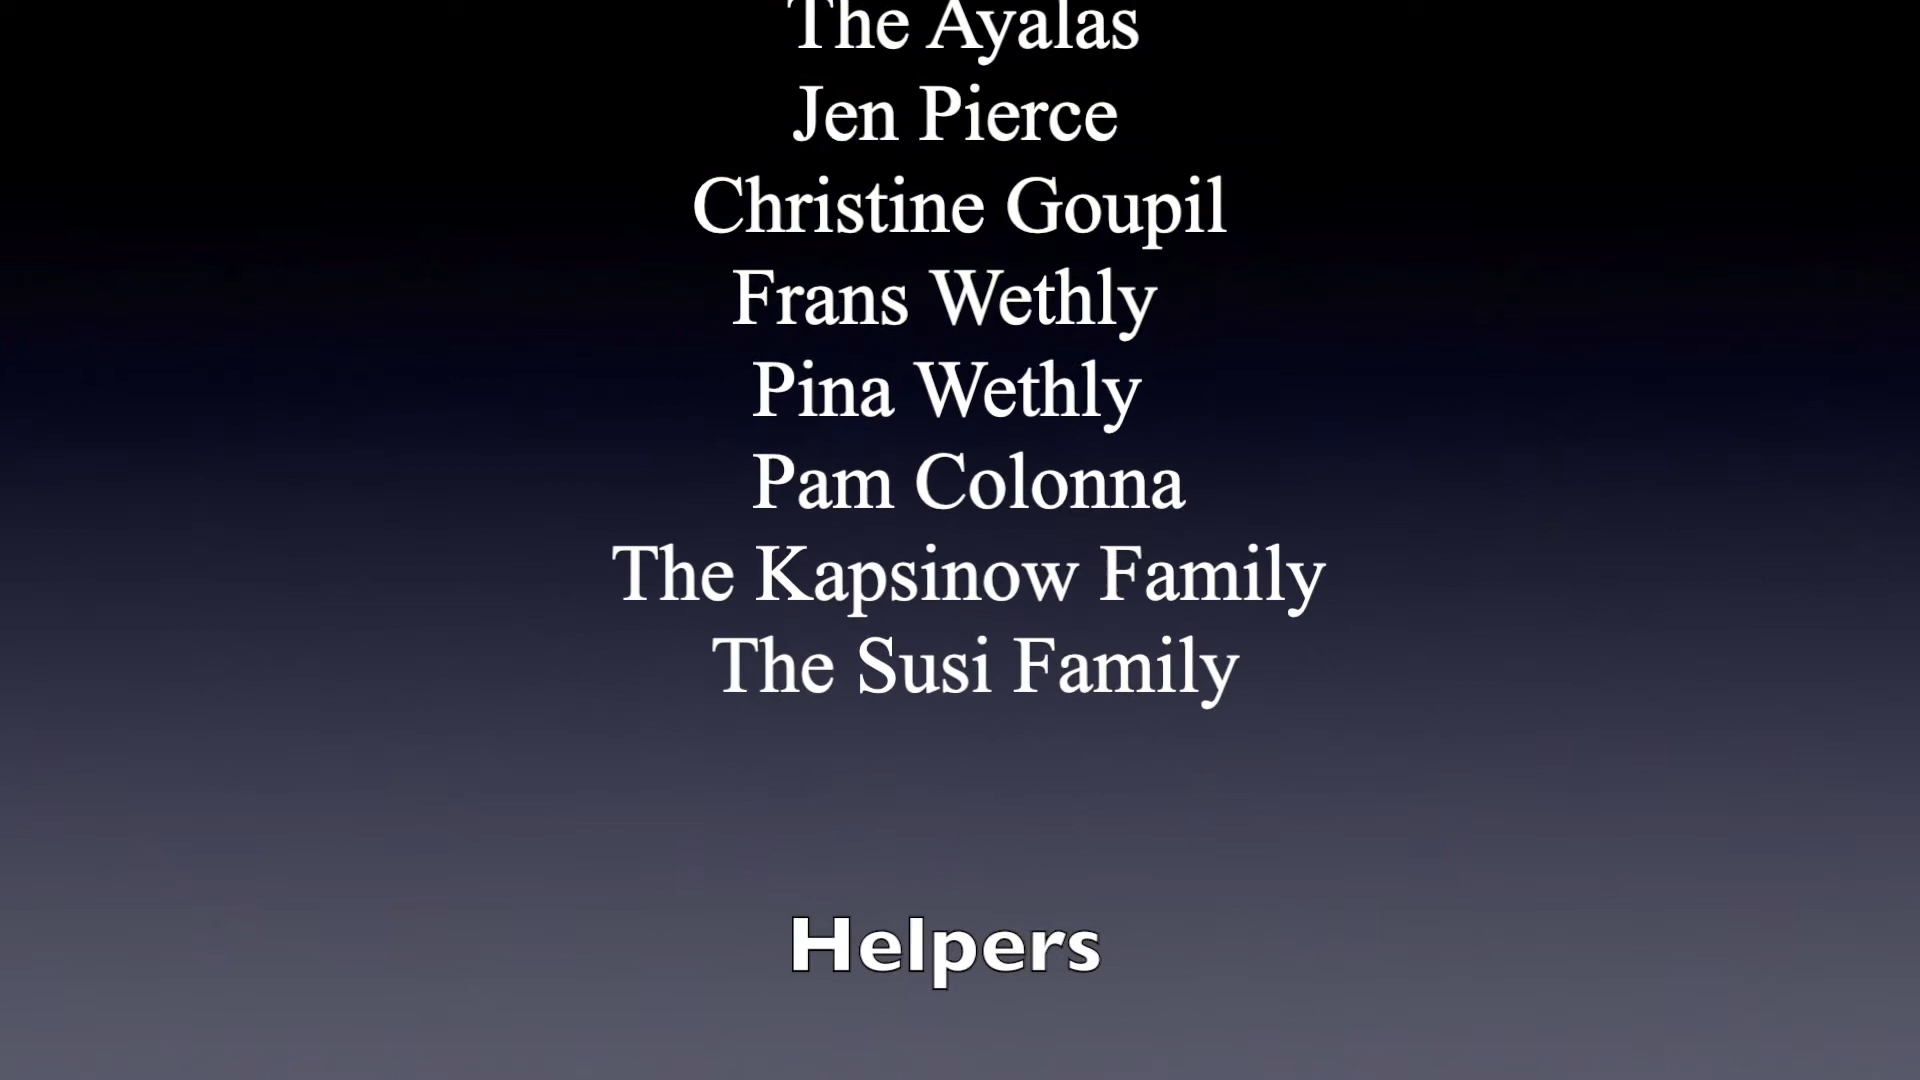 The Ayalas
Jen Pierce
Christine Goupil
Frans Wethly
Pina Wethly
Pam Colonna
The Kapsinow Family
The Susi Family
Helpers